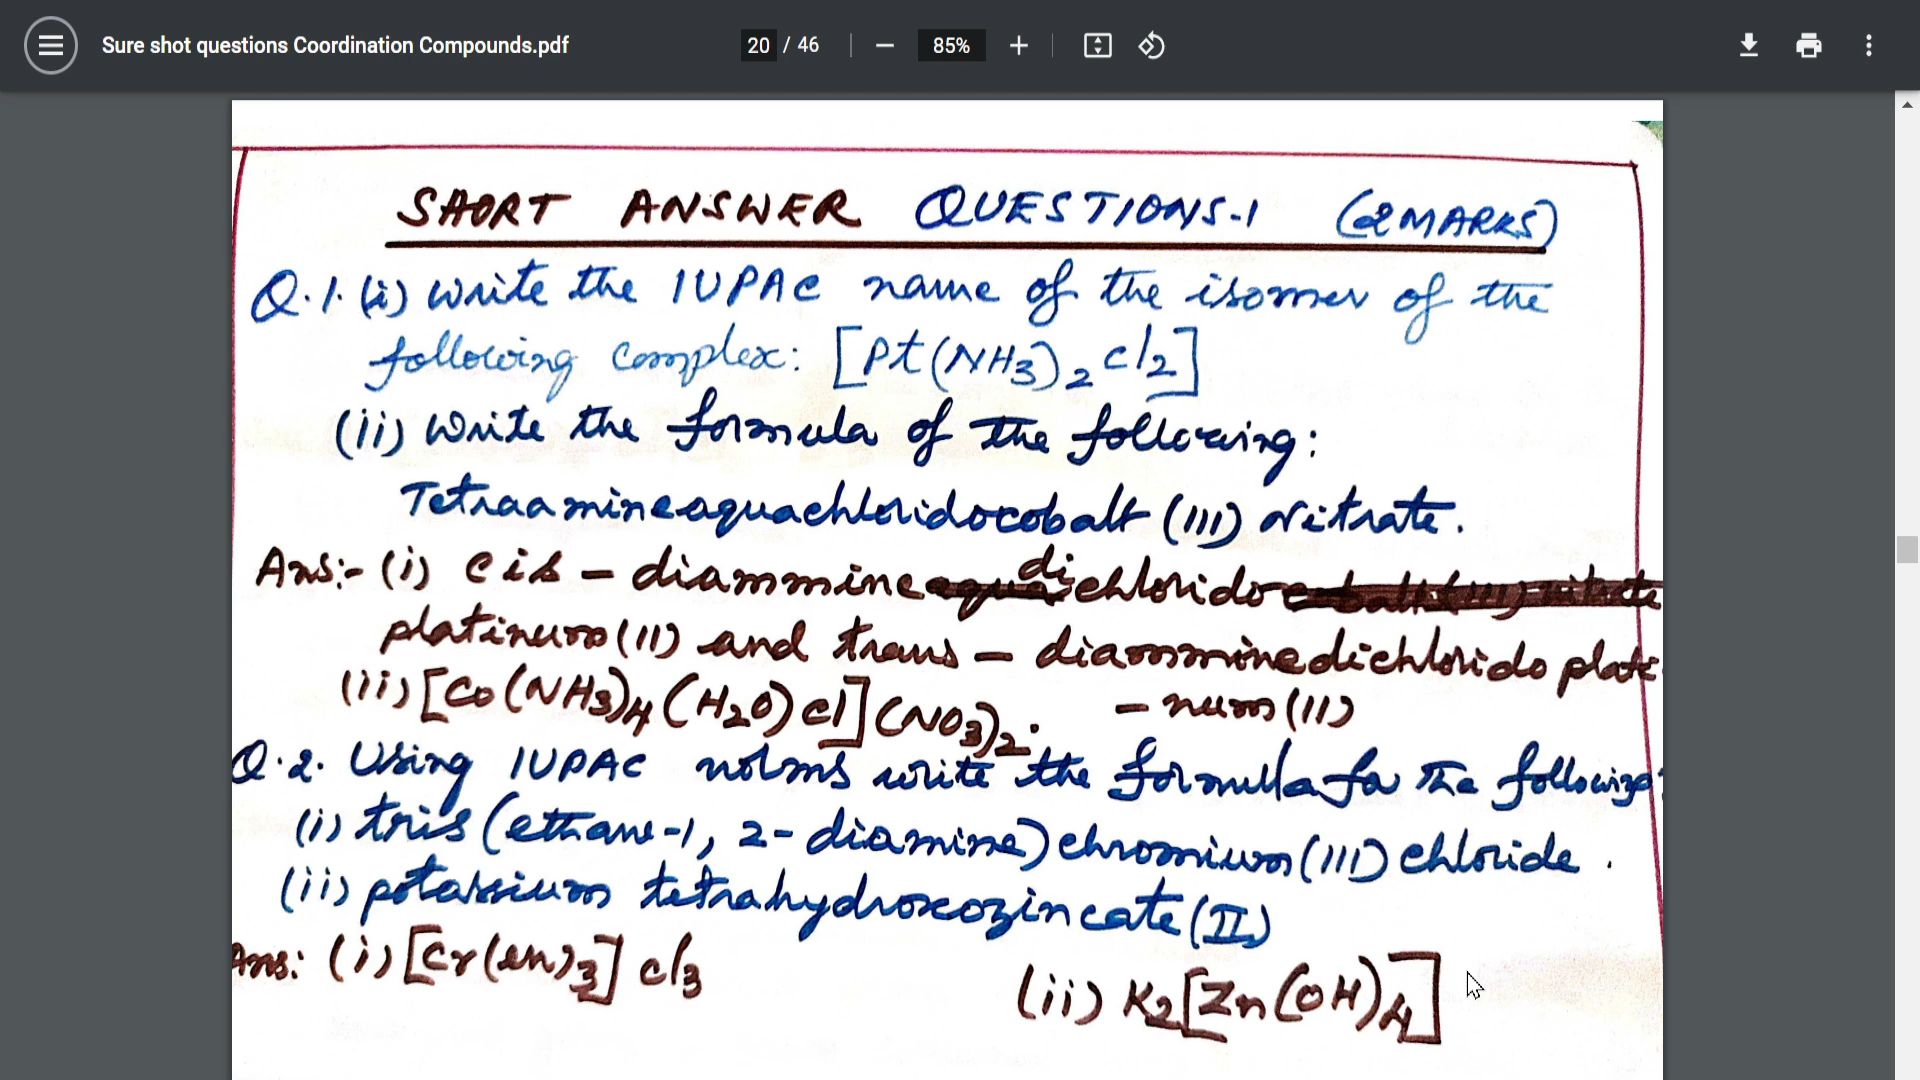 Sure shot questions Coordination Compounds.pdf
20 / 46
85%
SHORT ANSWER QUESTIONS-1 (2MARKS)
Q.1.(i) Write the IUPAC name of the isomer of the
following complex: [Pt(NH3)2Cl2]
(ii) Write the formula of the following:
Tetraamineaquachloridocobalt (III) nitrate.
Ans:- (i) cis – diamminedichlorido
platinum(II) and trans – diamminedichlorido plati
– num(II)
(ii) [Co(NH3)4(H2O)Cl](NO3)2.
Q.2. Using IUPAC norms write the formulla for the following:
(i) tris(ethane-1, 2-diamine)chromium(III) chloride.
(ii) potassium tetrahydroxozincate(II)
Ans: (i) [Cr(en)3]Cl3 (ii) K2[Zn(OH)4]